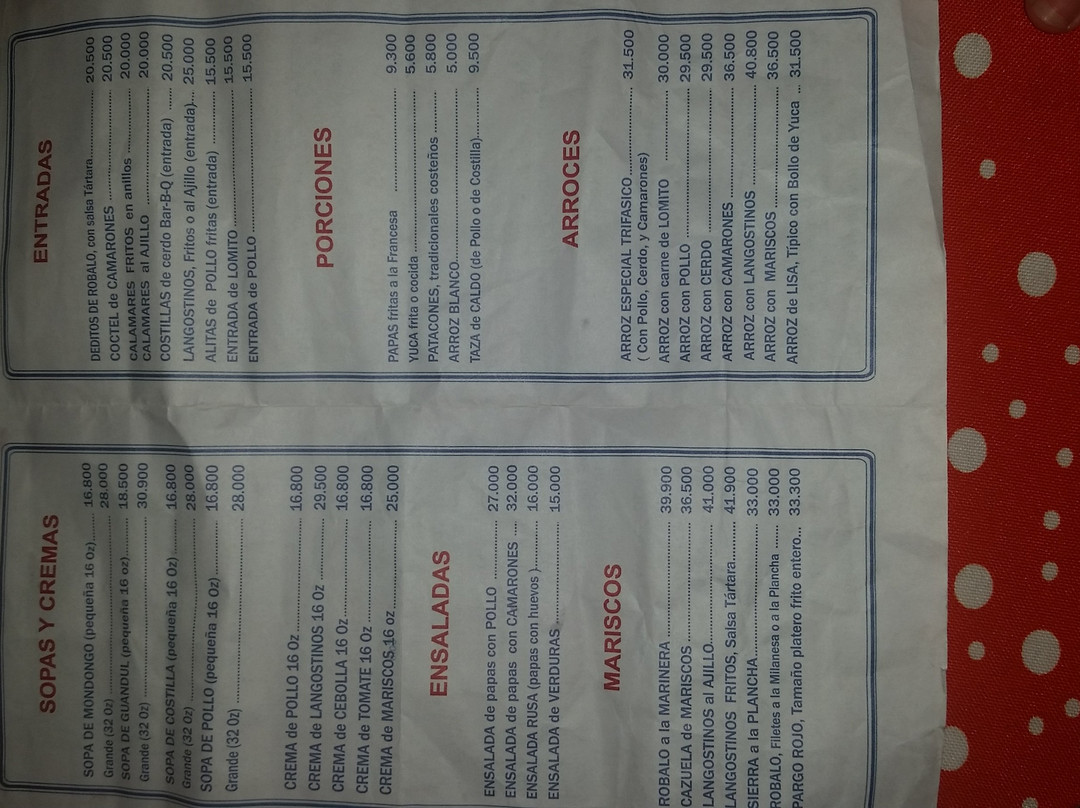 SOPAS Y CREMAS
SOPA DE MONDONGO (pequeña 16 Oz)..... 16.800
Grande (32 Oz) ............ 28.000
SOPA DE GUANDUL (pequeña 16 oz)..... 18.500
Grande (32 Oz) ............ 30.900
SOPA DE COSTILLA (pequeña 16 Oz) ..... 16.800
Grande (32 Oz) ............ 28.000
SOPA DE POLLO (pequeña 16 Oz)............ 16.800
Grande (32 Oz) ............ 28.000
CREMA de POLLO 16 Oz ............ 16.800
CREMA de LANGOSTINOS 16 Oz ............ 29.500
CREMA de CEBOLLA 16 Oz............ 16.800
CREMA de TOMATE 16 Oz............ 16.800
CREMA de MARISCOS 16 oz ............ 25.000
ENSALADAS
ENSALADA de papas con POLLO ............ 27.000
ENSALADA de papas con CAMARONES .... 32.000
ENSALADA RUSA (papas con huevos )......... 16.000
ENSALADA de VERDURAS............ 15.000
MARISCOS
ROBALO a la MARINERA ............ 39.900
CAZUELA de MARISCOS ............ 36.500
LANGOSTINOS al AJILLO............ 41.000
LANGOSTINOS FRITOS, Salsa Tártara....... 41.900
SIERRA a la PLANCHA............ 33.000
ROBALO, Filetes a la Milanesa o a la Plancha ...... 33.000
PARGO ROJO, Tamaño platero frito entero... 33.300
ENTRADAS
DEDITOS DE ROBALO, con salsa Tártara............ 20.500
COCTEL de CAMARONES ............ 20.500
CALAMARES FRITOS en anillos ............ 20.000
CALAMARES al AJILLO ............ 20.000
COSTILLAS de cerdo Bar-B-Q (entrada) ...... 20.500
LANGOSTINOS, Fritos o al Ajillo (entrada)... 25.000
ALITAS de POLLO fritas (entrada) ............ 15.500
ENTRADA de LOMITO............ 15.500
ENTRADA de POLLO ............ 15.500
PORCIONES
PAPAS fritas a la Francesa ............ 9.300
YUCA frita o cocida............ 5.600
PATACONES, tradicionales costeños............ 5.800
ARROZ BLANCO............ 5.000
TAZA de CALDO (de Pollo o de Costilla)............ 9.500
ARROCES
ARROZ ESPECIAL TRIFASICO............ 31.500
( Con Pollo, Cerdo, y Camarones)
ARROZ con carne de LOMITO ............ 30.000
ARROZ con POLLO ............ 29.500
ARROZ con CERDO ............ 29.500
ARROZ con CAMARONES............ 36.500
ARROZ con LANGOSTINOS ............ 40.800
ARROZ con MARISCOS ............ 36.500
ARROZ de LISA, Típico con Bollo de Yuca ... 31.500